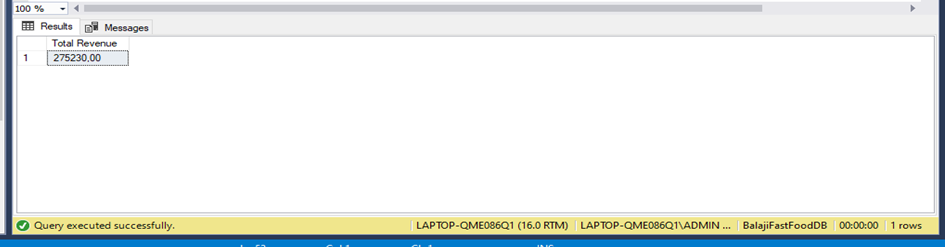 100 %
Results Messages
Total Revenue
1 275230.00
Query executed successfully. LAPTOP-QME086Q1 (16.0 RTM) LAPTOP-QME086Q1\ADMIN ... BalajiFastFoodDB 00:00:00 1 rows